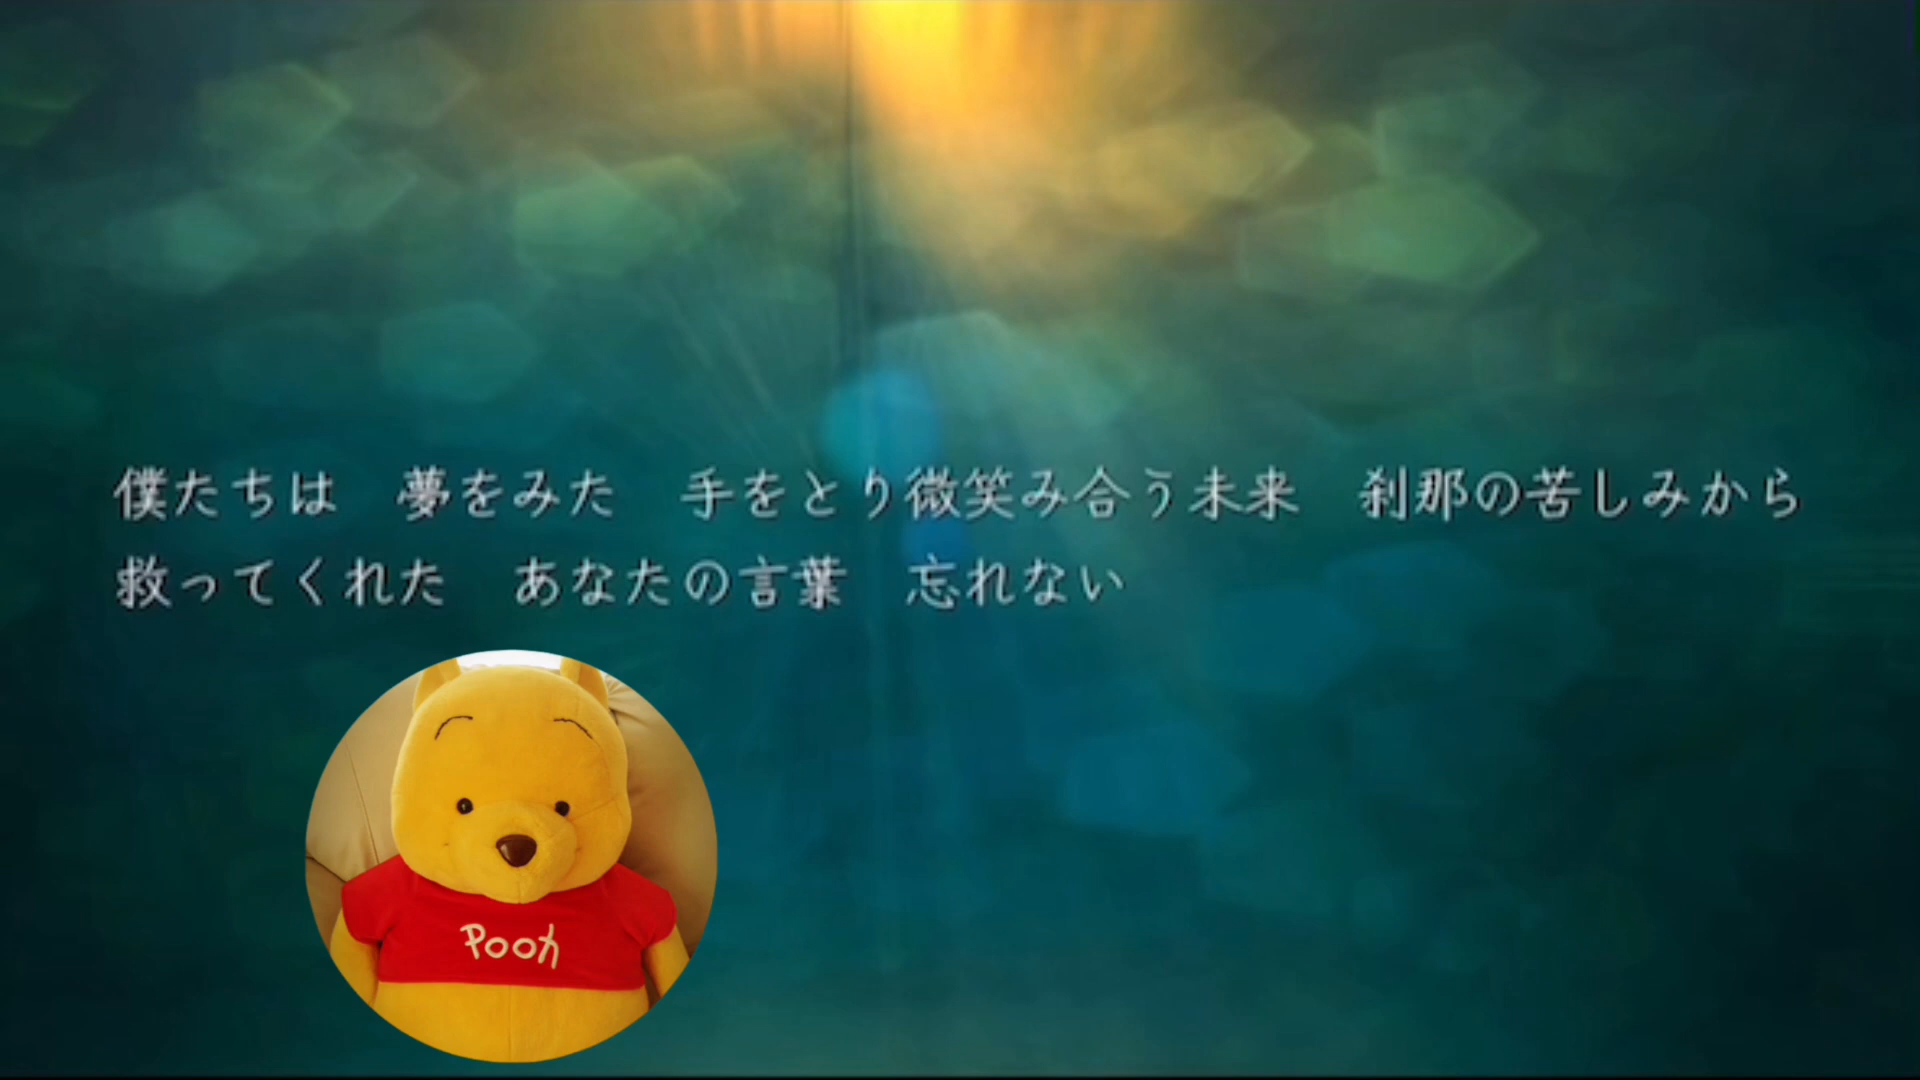 僕たちは　夢をみた　手をとり微笑み合う未来　刹那の苦しみから
救ってくれた　あなたの言葉　忘れない
Pooh